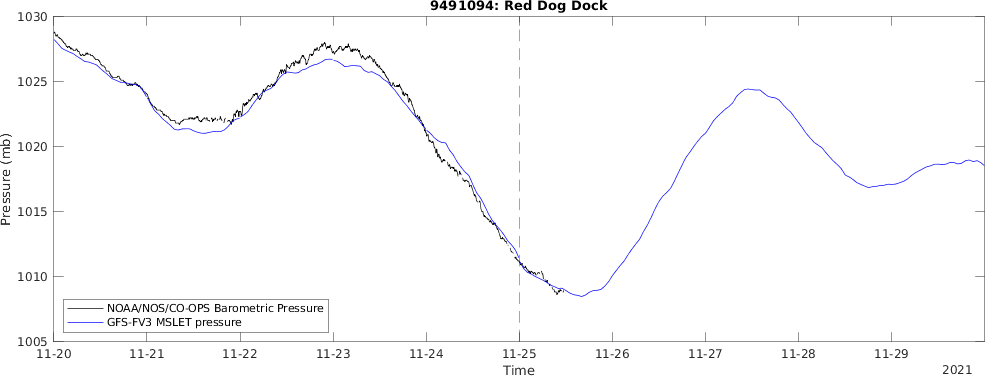 9491094: Red Dog Dock
Pressure (mb)
1030
1025
1020
1015
1010
1005
NOAA/NOS/CO-OPS Barometric Pressure
GFS-FV3 MSLET pressure
11-20 11-21 11-22 11-23 11-24 11-25 11-26 11-27 11-28 11-29
Time
2021